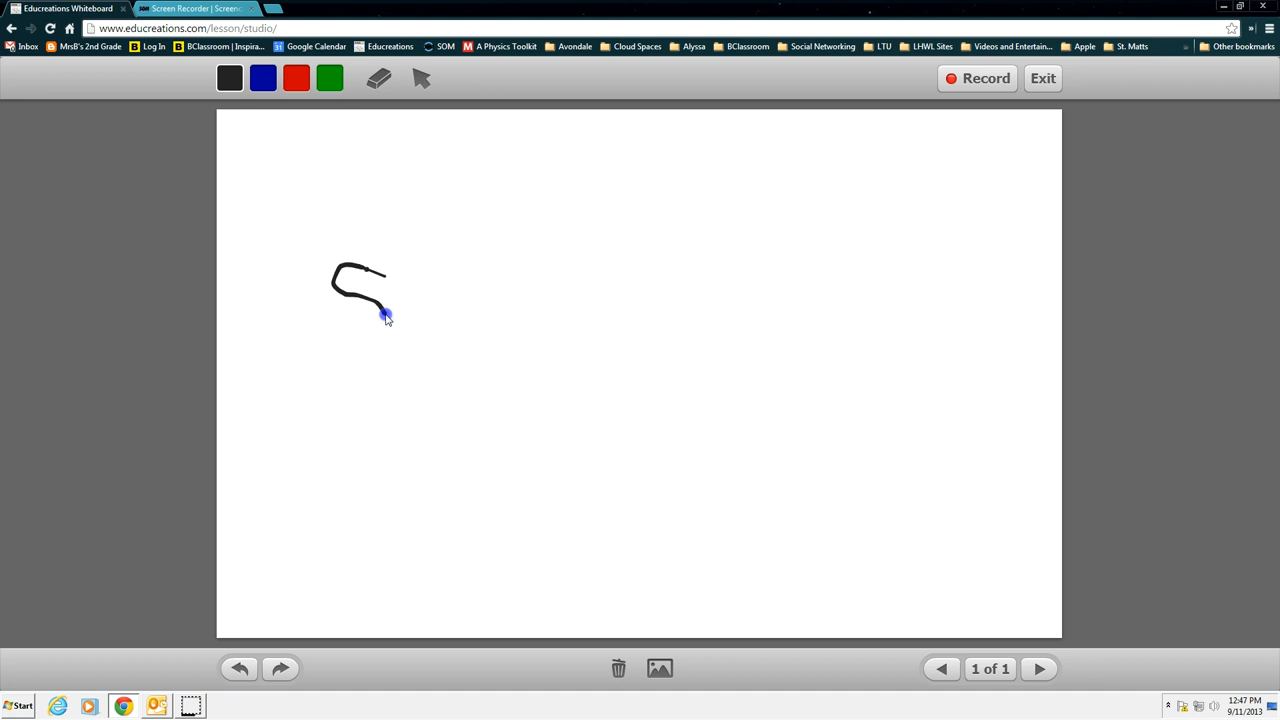 Educreations Whiteboard
Screen Recorder | Screenc
www.educreations.com/lesson/studio/
Inbox MrsB's 2nd Grade Log In BClassroom | Inspira... Google Calendar Educreations SOM A Physics Toolkit Avondale Cloud Spaces Alyssa BClassroom Social Networking LTU LHWL Sites Videos and Entertain... Apple St. Matts » Other bookmarks
Record Exit
1 of 1
Start
12:47 PM
9/11/2013